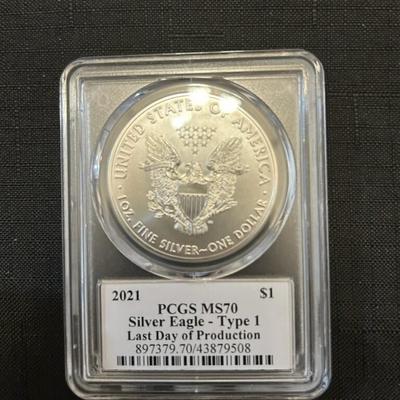 UNITED STATES OF AMERICA
1 OZ. FINE SILVER~ONE DOLLAR
2021 $1
PCGS MS70
Silver Eagle - Type 1
Last Day of Production
897379.70/43879508